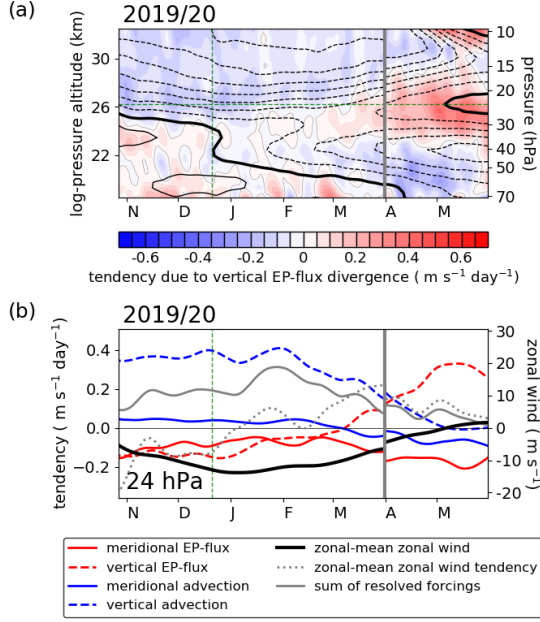 (a)
2019/20
log-pressure altitude (km)
30
26
22
10
15
20
30
40
50
70
pressure (hPa)
N D J F M A M
-0.6 -0.4 -0.2 0 0.2 0.4 0.6
tendency due to vertical EP-flux divergence ( m s⁻¹ day⁻¹)
(b)
2019/20
tendency ( m s⁻¹ day⁻¹)
0.4
0.2
0.0
−0.2
30
20
10
0
-10
-20
zonal wind ( m s⁻¹)
24 hPa
N D J F M A M
meridional EP-flux
vertical EP-flux
meridional advection
vertical advection
zonal-mean zonal wind
zonal-mean zonal wind tendency
sum of resolved forcings